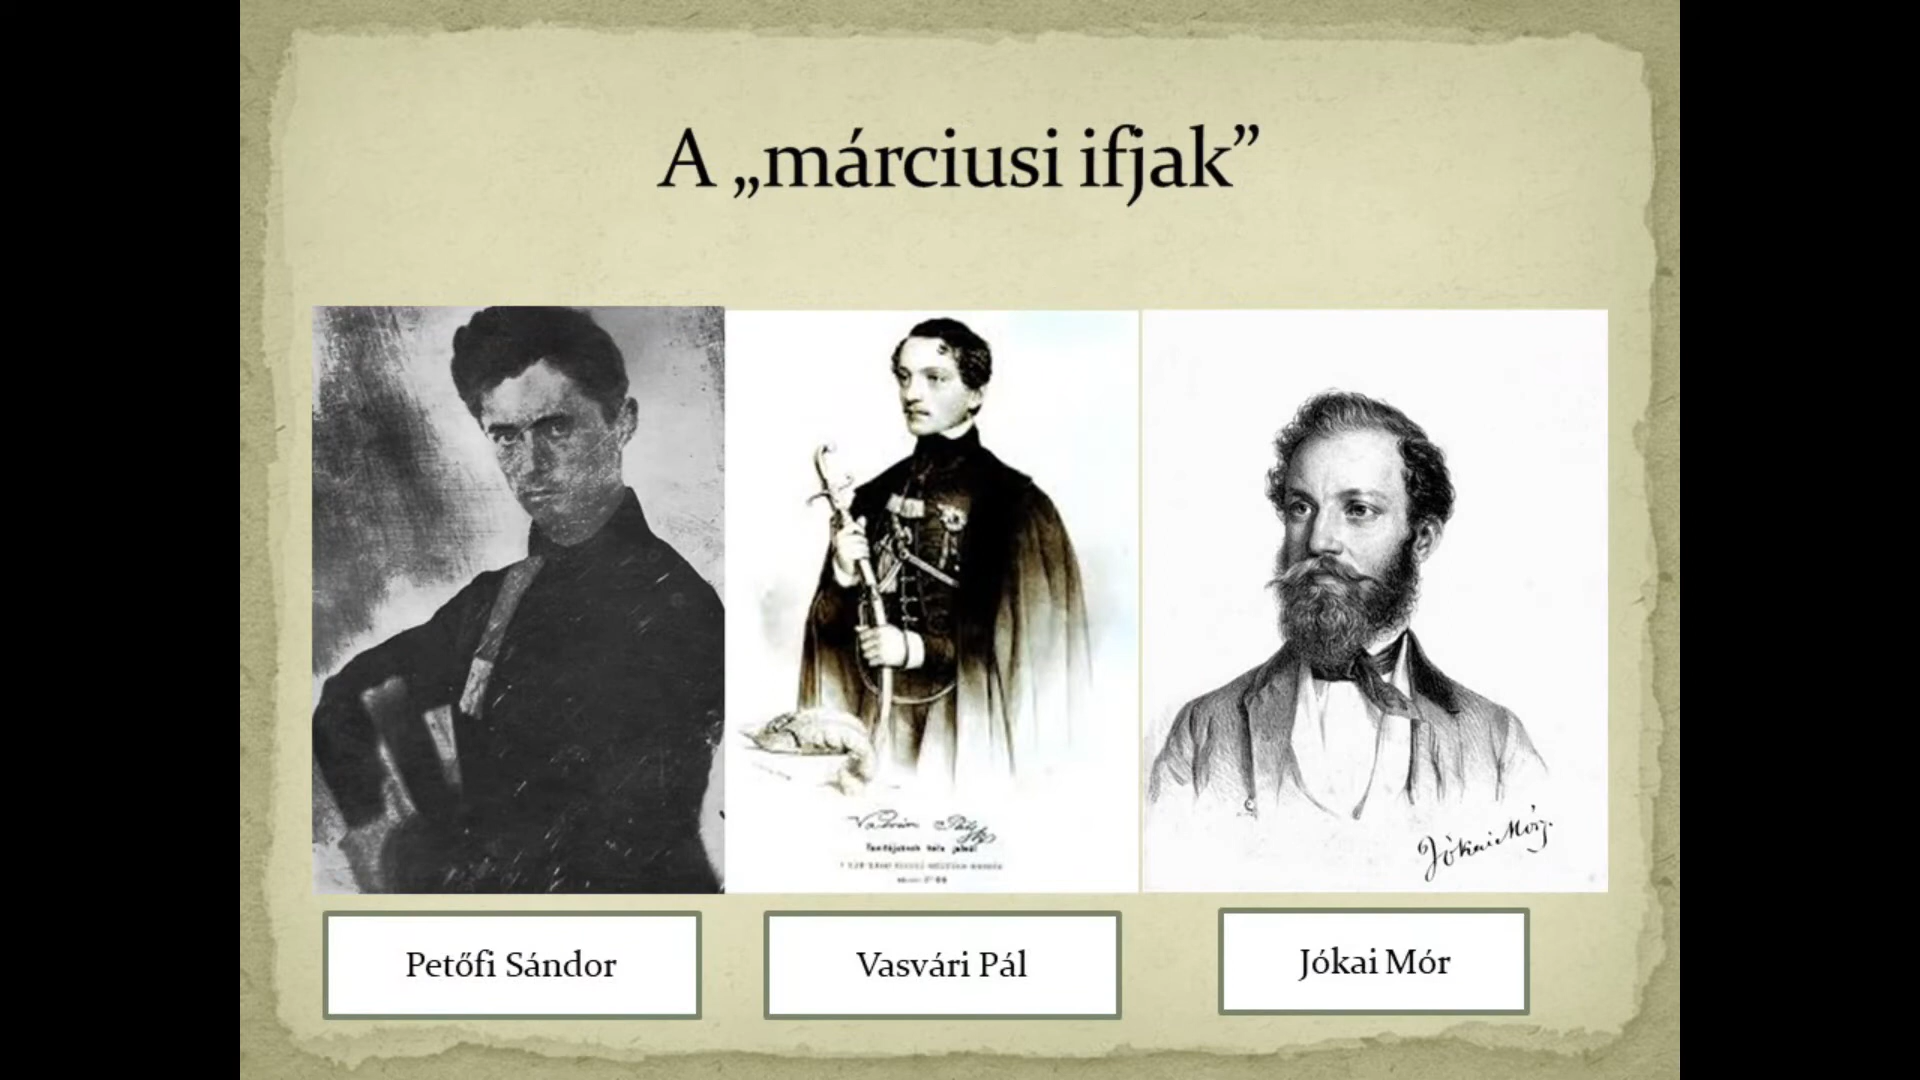 A „márciusi ifjak”
Jókai Mór
Petőfi Sándor
Vasvári Pál
Jókai Mór